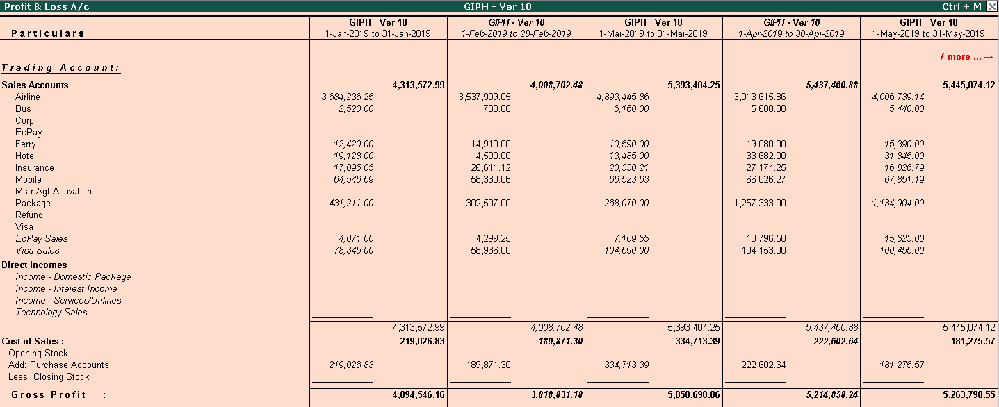 Profit & Loss A/c GIPH - Ver 10 Ctrl + M
GIPH - Ver 10 GIPH - Ver 10 GIPH - Ver 10 GIPH - Ver 10 GIPH - Ver 10
Particulars 1-Jan-2019 to 31-Jan-2019 1-Feb-2019 to 28-Feb-2019 1-Mar-2019 to 31-Mar-2019 1-Apr-2019 to 30-Apr-2019 1-May-2019 to 31-May-2019
7 more ... →
Trading Account:
Sales Accounts 4,313,572.99 4,008,702.48 5,393,404.25 5,437,460.88 5,445,074.12
Airline 3,684,236.25 3,537,909.05 4,893,445.86 3,913,615.86 4,006,739.14
Bus 2,520.00 700.00 6,160.00 5,600.00 5,440.00
Corp
EcPay
Ferry 12,420.00 14,910.00 10,590.00 19,080.00 15,390.00
Hotel 19,128.00 4,500.00 13,485.00 33,682.00 31,845.00
Insurance 17,095.05 26,611.12 23,330.21 27,174.25 16,826.79
Mobile 64,546.69 58,330.06 66,523.63 66,026.27 67,851.19
Mstr Agt Activation
Package 431,211.00 302,507.00 268,070.00 1,257,333.00 1,184,904.00
Refund
Visa
EcPay Sales 4,071.00 4,299.25 7,109.55 10,796.50 15,623.00
Visa Sales 78,345.00 58,936.00 104,690.00 104,153.00 100,455.00
Direct Incomes
Income - Domestic Package
Income - Interest Income
Income - Services/Utilities
Technology Sales
4,313,572.99 4,008,702.48 5,393,404.25 5,437,460.88 5,445,074.12
Cost of Sales : 219,026.83 189,871.30 334,713.39 222,602.64 181,275.57
Opening Stock
Add: Purchase Accounts 219,026.83 189,871.30 334,713.39 222,602.64 181,275.57
Less: Closing Stock
Gross Profit : 4,094,546.16 3,818,831.18 5,058,690.86 5,214,858.24 5,263,798.55